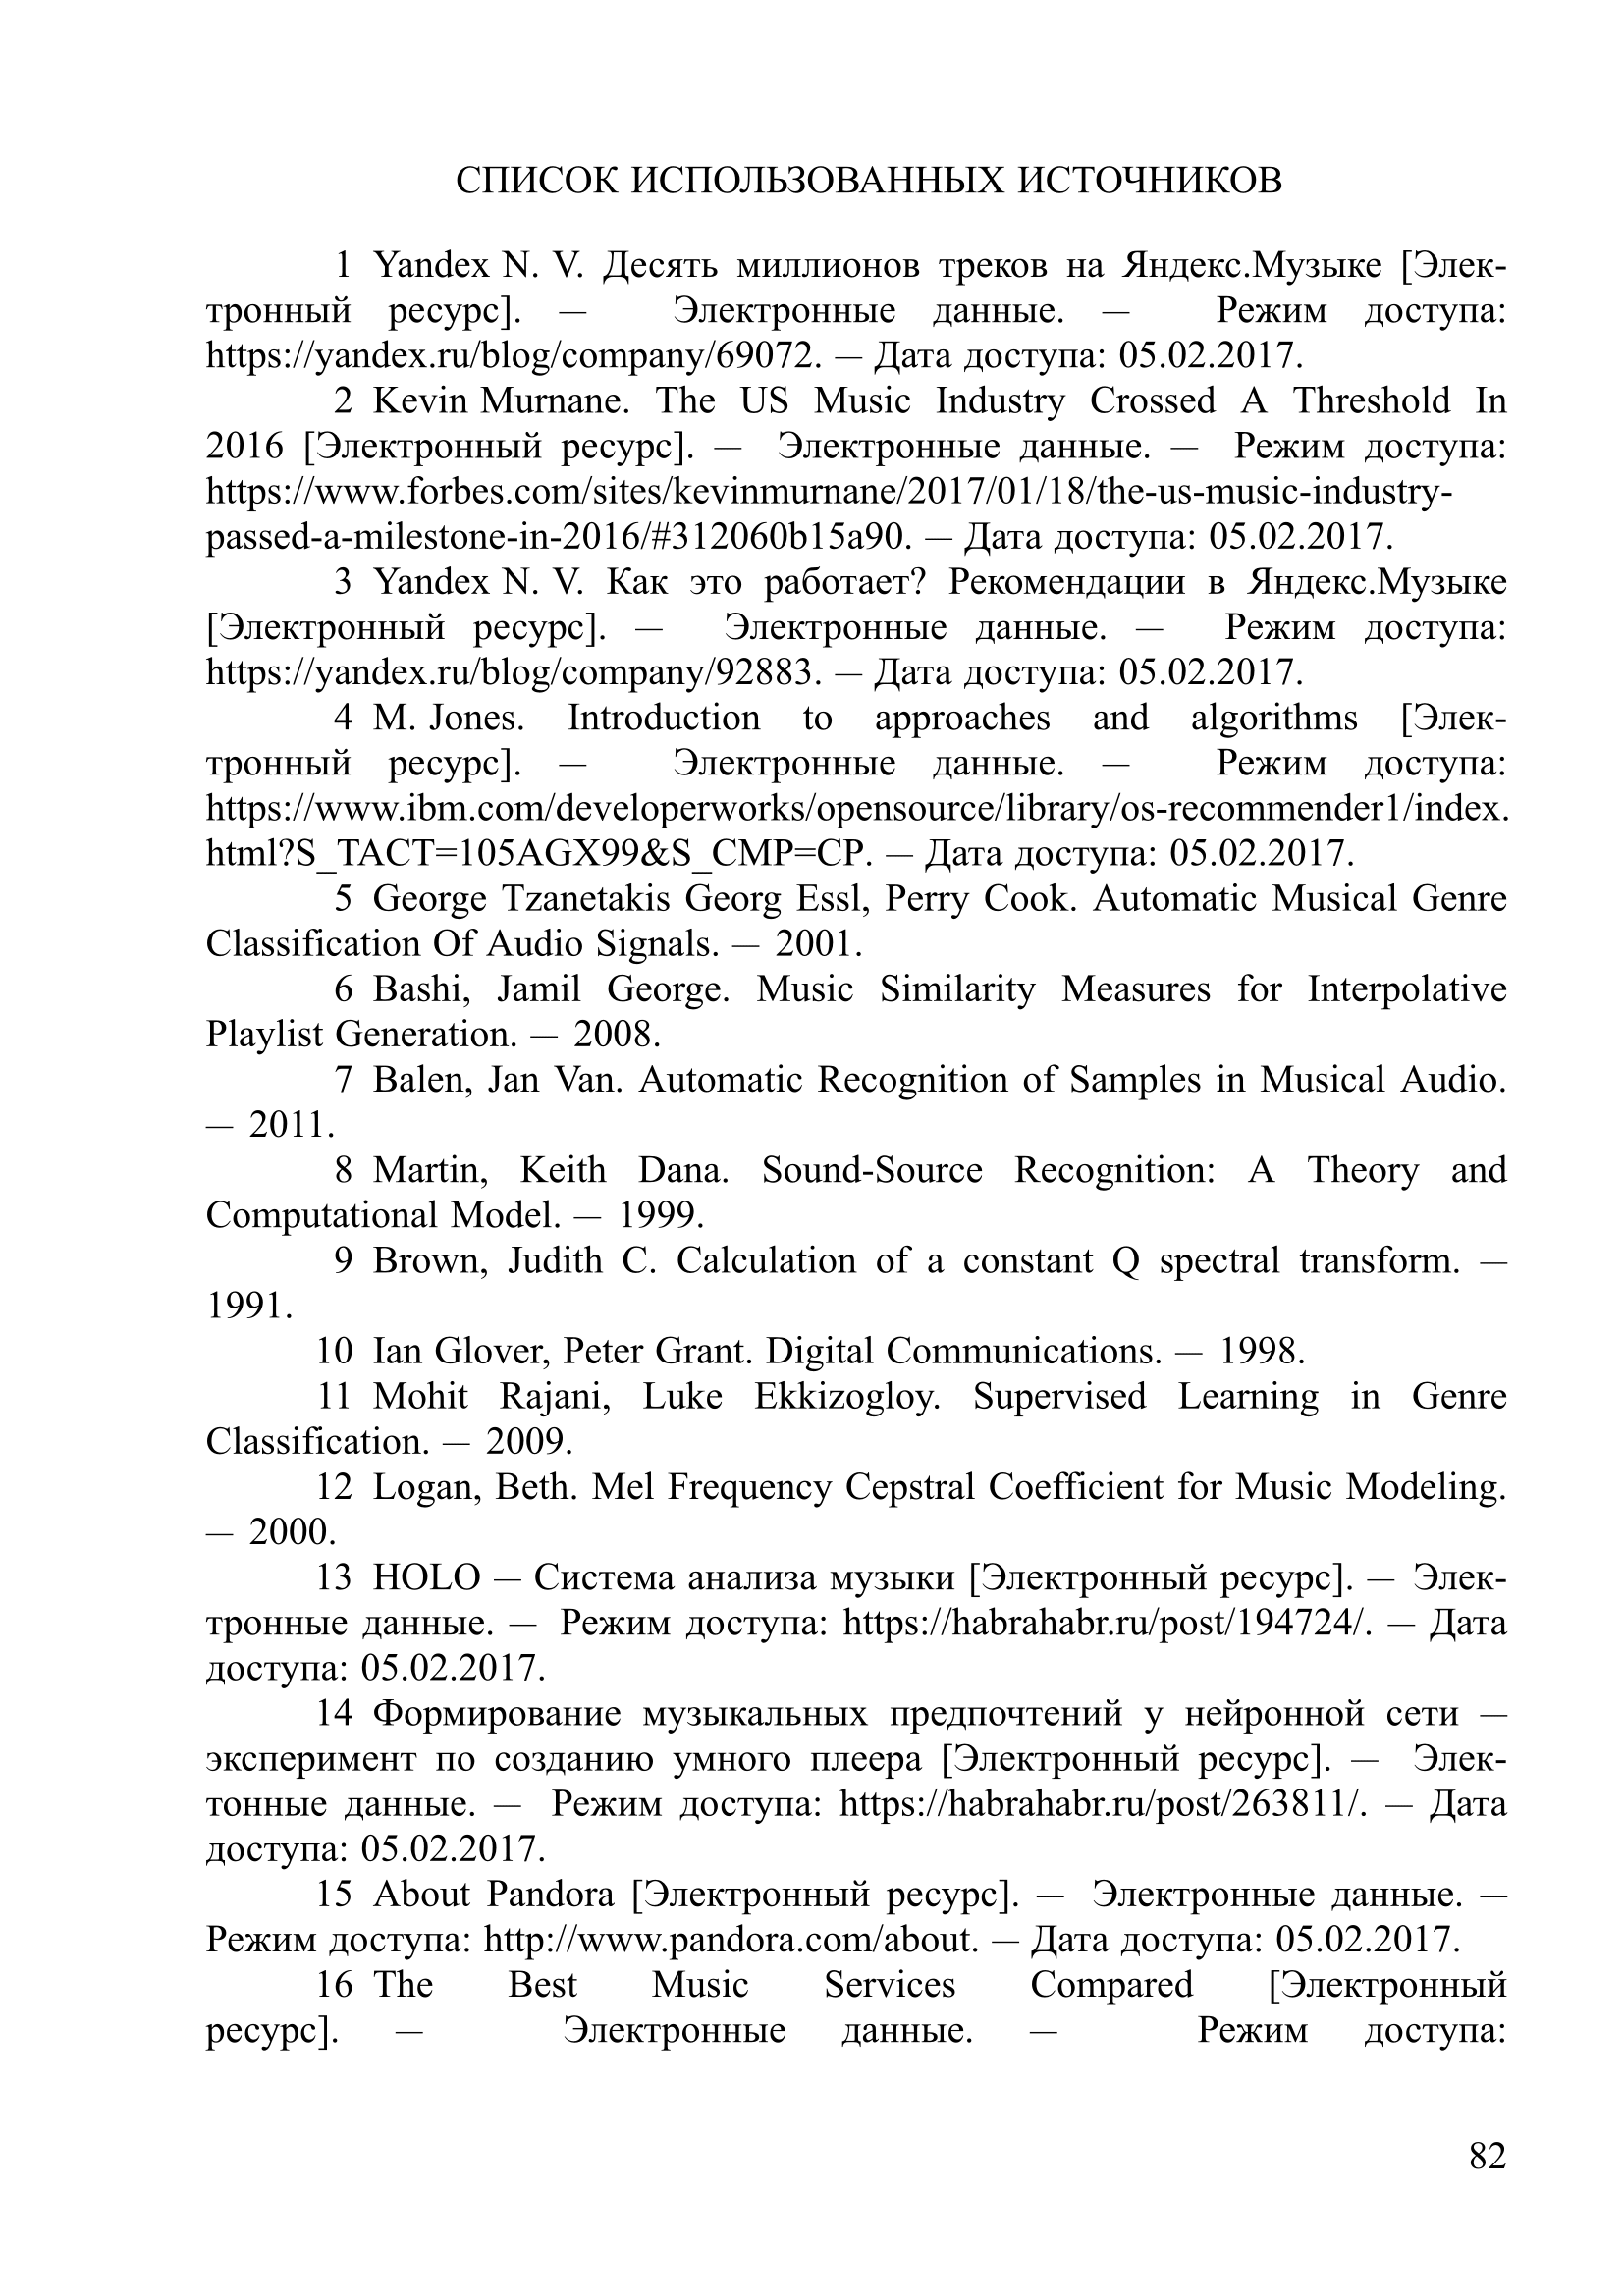 СПИСОК ИСПОЛЬЗОВАННЫХ ИСТОЧНИКОВ
1 Yandex N. V. Десять миллионов треков на Яндекс.Музыке [Элек-
тронный ресурс]. — Электронные данные. — Режим доступа:
https://yandex.ru/blog/company/69072. — Дата доступа: 05.02.2017.
2 Kevin Murnane. The US Music Industry Crossed A Threshold In
2016 [Электронный ресурс]. — Электронные данные. — Режим доступа:
https://www.forbes.com/sites/kevinmurnane/2017/01/18/the-us-music-industry-
passed-a-milestone-in-2016/#312060b15a90. — Дата доступа: 05.02.2017.
3 Yandex N. V. Как это работает? Рекомендации в Яндекс.Музыке
[Электронный ресурс]. — Электронные данные. — Режим доступа:
https://yandex.ru/blog/company/92883. — Дата доступа: 05.02.2017.
4 M. Jones. Introduction to approaches and algorithms [Элек-
тронный ресурс]. — Электронные данные. — Режим доступа:
https://www.ibm.com/developerworks/opensource/library/os-recommender1/index.
html?S_TACT=105AGX99&S_CMP=CP. — Дата доступа: 05.02.2017.
5 George Tzanetakis Georg Essl, Perry Cook. Automatic Musical Genre
Classification Of Audio Signals. — 2001.
6 Bashi, Jamil George. Music Similarity Measures for Interpolative
Playlist Generation. — 2008.
7 Balen, Jan Van. Automatic Recognition of Samples in Musical Audio.
— 2011.
8 Martin, Keith Dana. Sound-Source Recognition: A Theory and
Computational Model. — 1999.
9 Brown, Judith C. Calculation of a constant Q spectral transform. —
1991.
10 Ian Glover, Peter Grant. Digital Communications. — 1998.
11 Mohit Rajani, Luke Ekkizogloy. Supervised Learning in Genre
Classification. — 2009.
12 Logan, Beth. Mel Frequency Cepstral Coefficient for Music Modeling.
— 2000.
13 HOLO — Система анализа музыки [Электронный ресурс]. — Элек-
тронные данные. — Режим доступа: https://habrahabr.ru/post/194724/. — Дата
доступа: 05.02.2017.
14 Формирование музыкальных предпочтений у нейронной сети —
эксперимент по созданию умного плеера [Электронный ресурс]. — Элек-
тонные данные. — Режим доступа: https://habrahabr.ru/post/263811/. — Дата
доступа: 05.02.2017.
15 About Pandora [Электронный ресурс]. — Электронные данные. —
Режим доступа: http://www.pandora.com/about. — Дата доступа: 05.02.2017.
16 The Best Music Services Compared [Электронный
ресурс]. — Электронные данные. — Режим доступа:
82